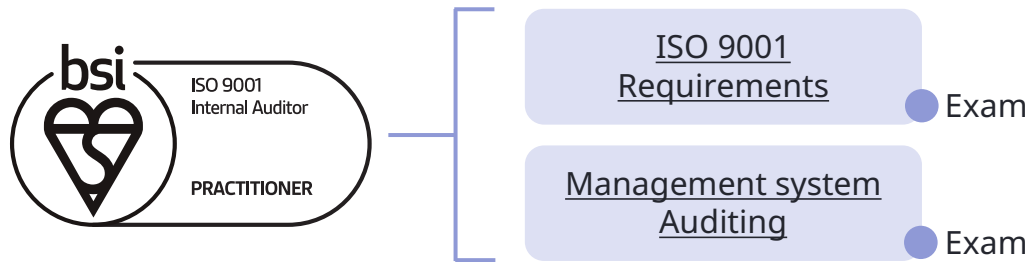 bsi
ISO 9001
Internal Auditor
PRACTITIONER
ISO 9001
Requirements
Exam
Management system
Auditing
Exam